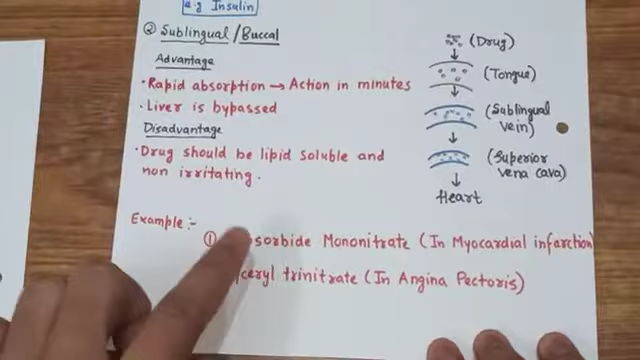 e.g Insulin
② Sublingual/Buccal
Advantage
• Rapid absorption → Action in minutes
• Liver is bypassed
Disadvantage
• Drug should be lipid soluble and
non irritating.
Example:-
① sorbide Mononitrate (In Myocardial infarction)
ceryl trinitrate (In Angina Pectoris)
(Drug)
(Tongue)
(Sublingual
vein)
(Superior
vena cava)
Heart